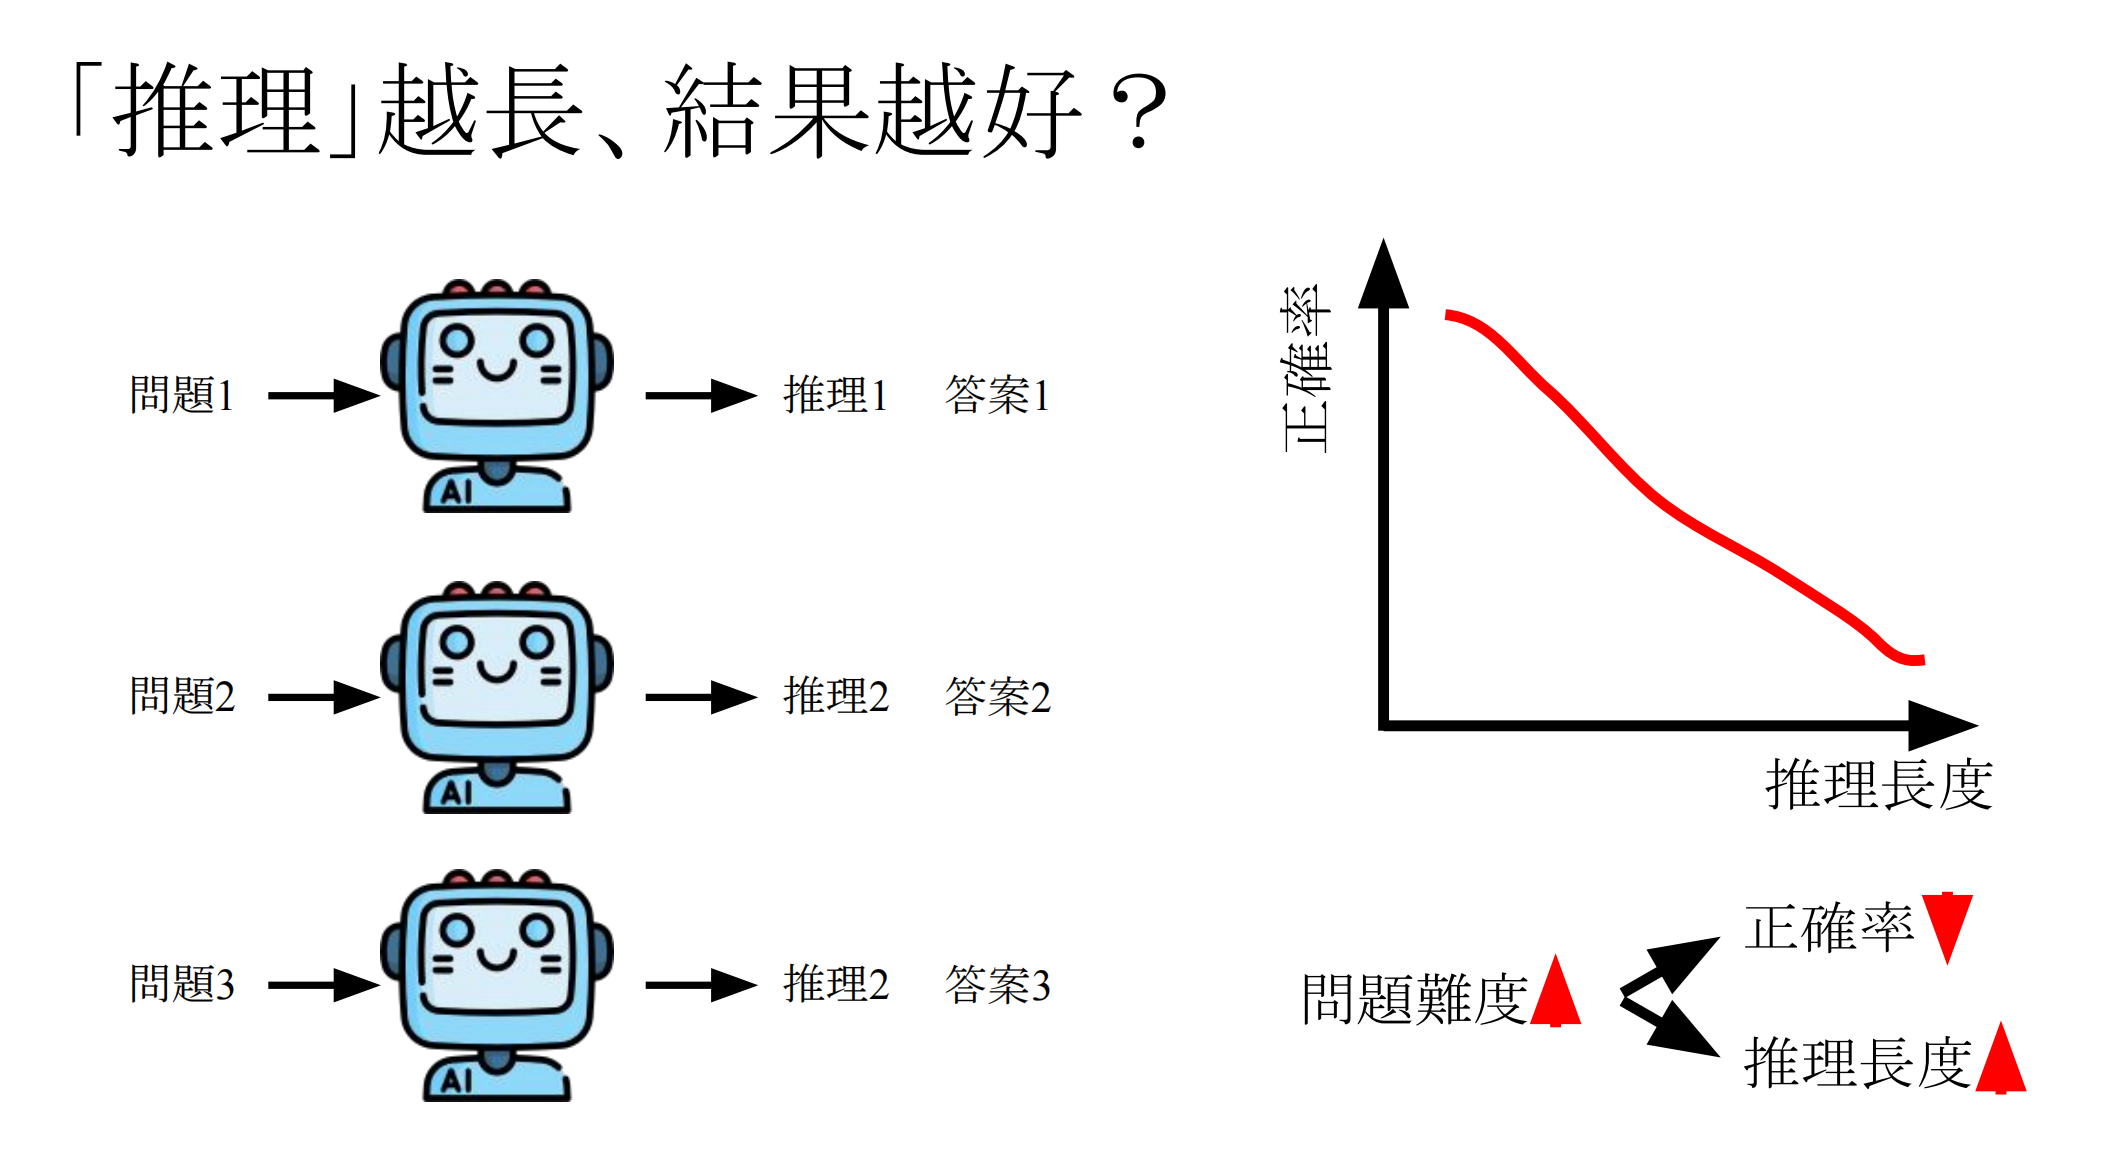 「推理」越長、結果越好？
問題1
推理1 答案1
AI
問題2
推理2 答案2
AI
問題3
推理2 答案3
AI
正確率
推理長度
問題難度
正確率
推理長度